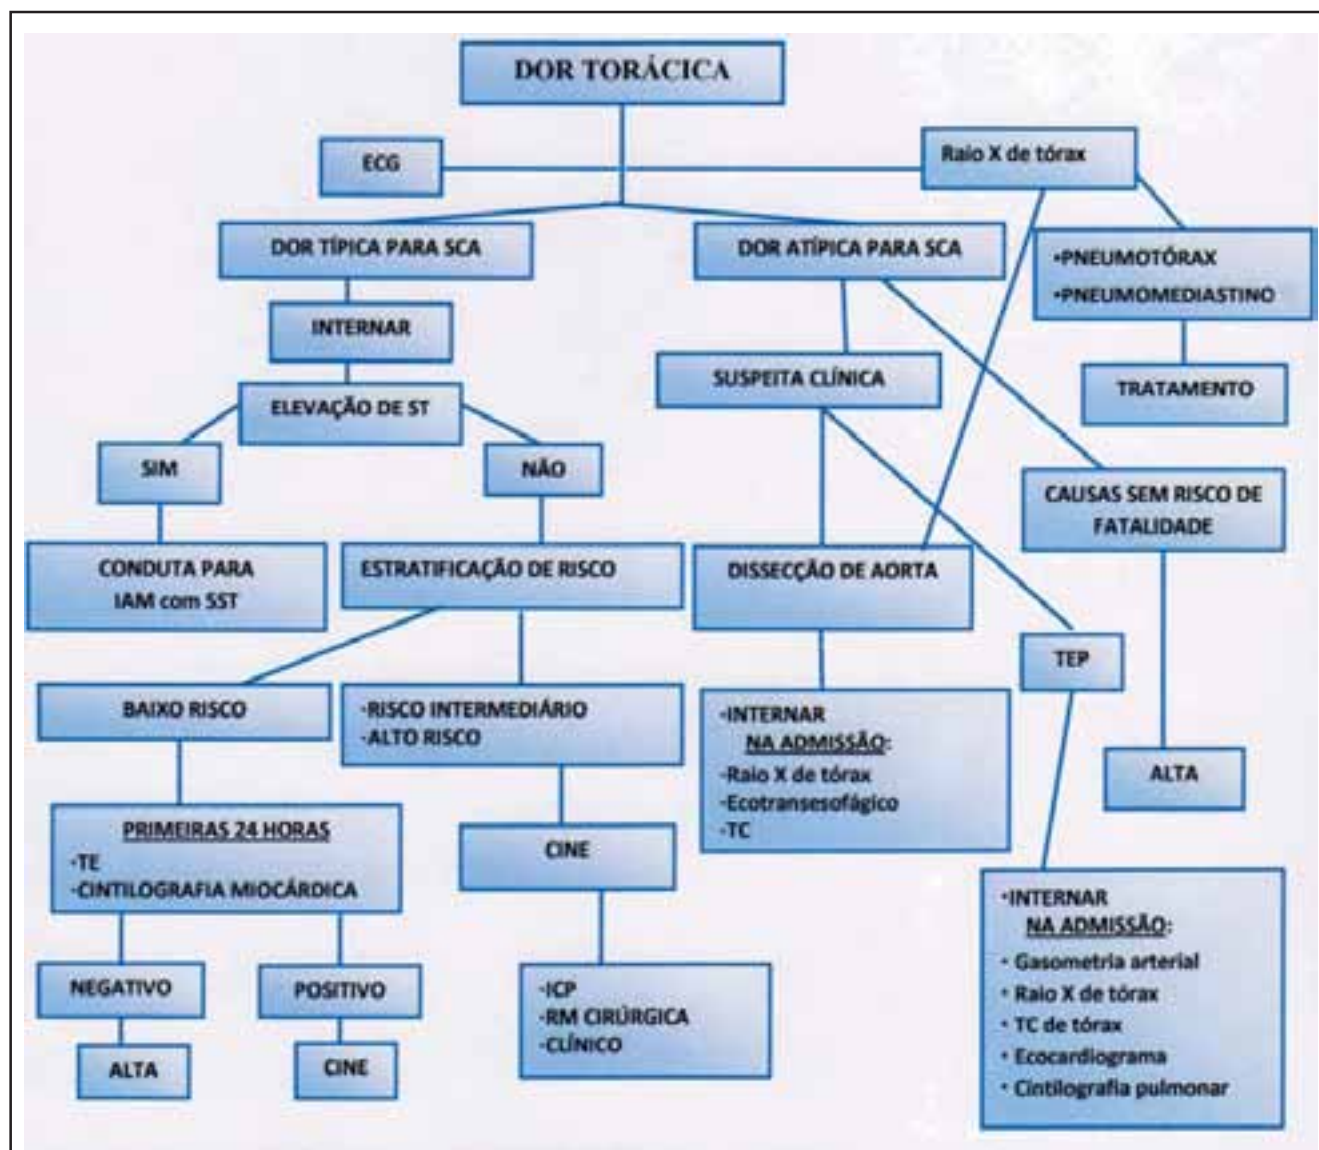 DOR TORÁCICA
ECG
Raio X de tórax
DOR TÍPICA PARA SCA
DOR ATÍPICA PARA SCA
•PNEUMOTÓRAX
•PNEUMOMEDIASTINO
INTERNAR
SUSPEITA CLÍNICA
TRATAMENTO
ELEVAÇÃO DE ST
SIM
NÃO
CAUSAS SEM RISCO DE
FATALIDADE
CONDUTA PARA
IAM com SST
ESTRATIFICAÇÃO DE RISCO
DISSECÇÃO DE AORTA
TEP
BAIXO RISCO
•RISCO INTERMEDIÁRIO
•ALTO RISCO
•INTERNAR
NA ADMISSÃO:
•Raio X de tórax
•Ecotransesofágico
•TC
ALTA
PRIMEIRAS 24 HORAS
•TE
•CINTILOGRAFIA MIOCÁRDICA
CINE
•INTERNAR
NA ADMISSÃO:
• Gasometria arterial
• Raio X de tórax
• TC de tórax
• Ecocardiograma
• Cintilografia pulmonar
NEGATIVO
POSITIVO
•ICP
•RM CIRÚRGICA
•CLÍNICO
ALTA
CINE